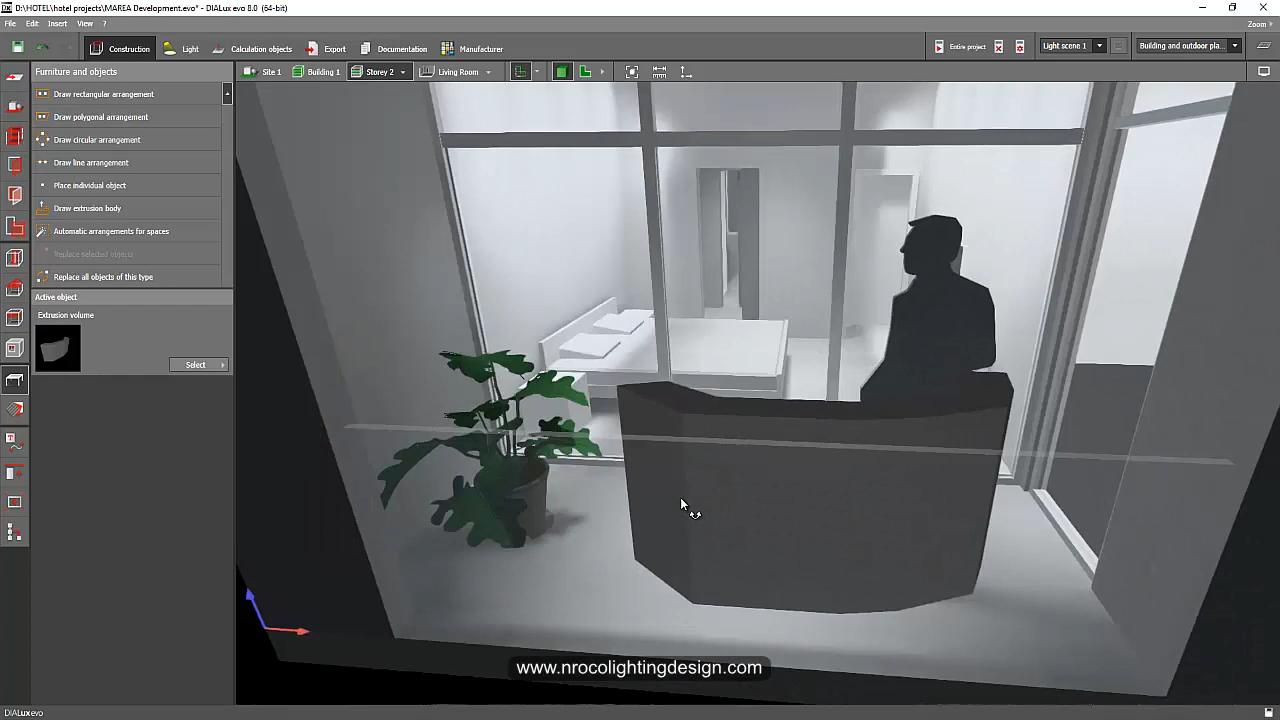 D:\HOTEL\hotel projects\MAREA Development.evo* - DIALux evo 8.0  (64-bit)
File Edit Insert View ?
Zoom
Construction Light Calculation objects Export Documentation Manufacturer
Entire project Light scene 1 Building and outdoor pla...
Furniture and objects
Site 1 Building 1 Storey 2 Living Room
Draw rectangular arrangement
Draw polygonal arrangement
Draw circular arrangement
Draw line arrangement
Place individual object
Draw extrusion body
Automatic arrangements for spaces
Replace selected objects
Replace all objects of this type
Active object
Extrusion volume
Select
www.nrocolightingdesign.com
DIALux evo